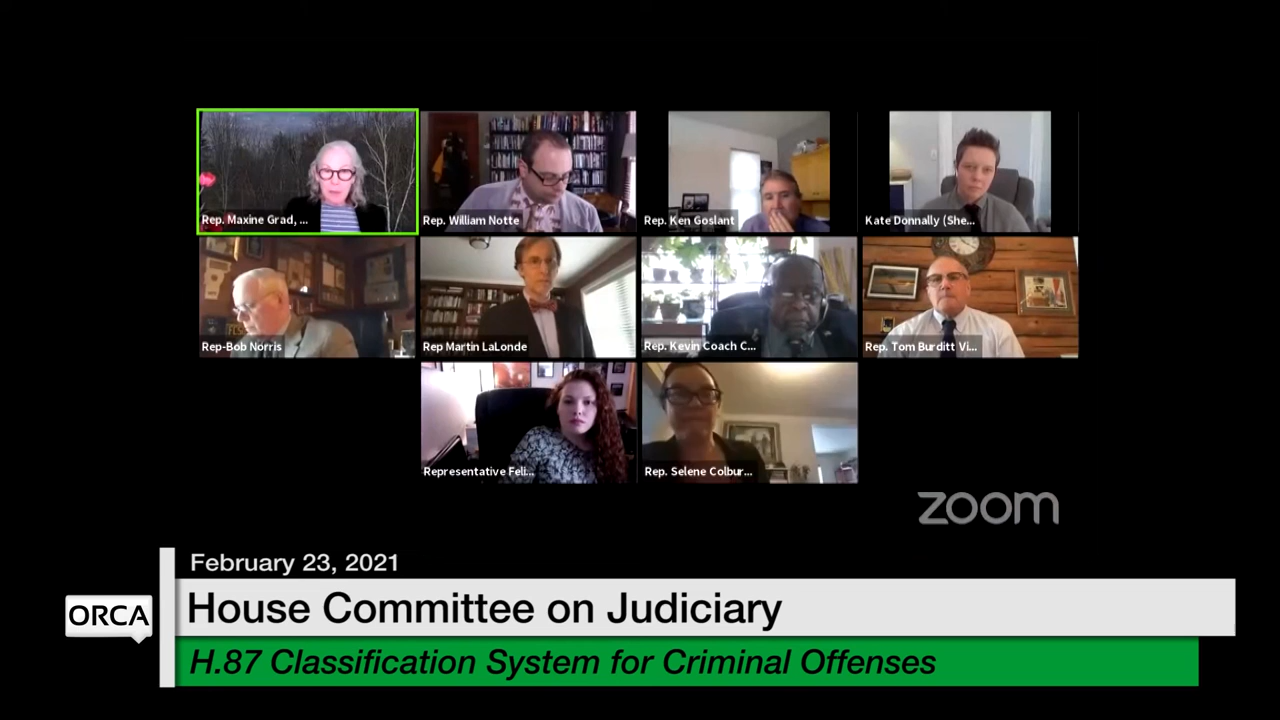 Rep. Maxine Grad, ...
Rep. William Notte
Rep. Ken Goslant
Kate Donnally (She...
Rep-Bob Norris
Rep Martin LaLonde
Rep. Kevin Coach C...
Rep. Tom Burditt Vi...
Representative Feli...
Rep. Selene Colbur...
zoom
February 23, 2021
ORCA
House Committee on Judiciary
H.87 Classification System for Criminal Offenses